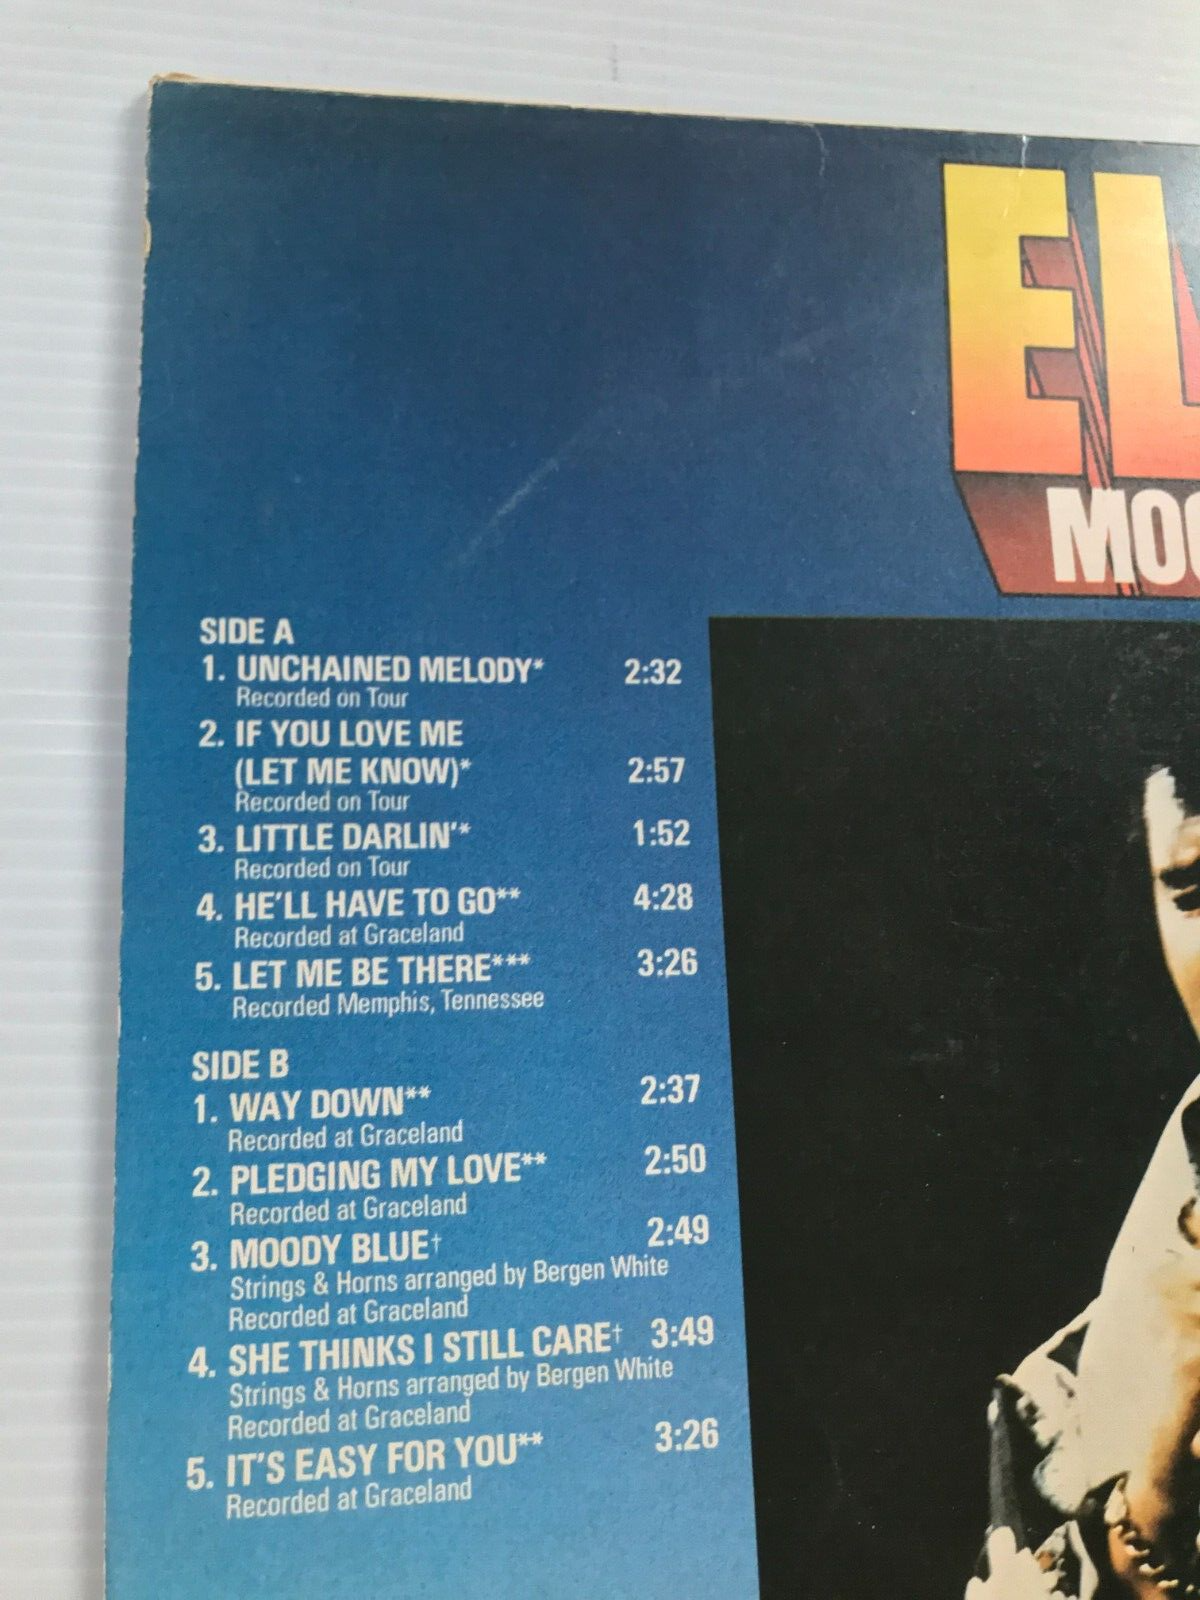 EL
MOO
SIDE A
1. UNCHAINED MELODY* 2:32
Recorded on Tour
2. IF YOU LOVE ME
(LET ME KNOW)* 2:57
Recorded on Tour
3. LITTLE DARLIN'* 1:52
Recorded on Tour
4. HE'LL HAVE TO GO** 4:28
Recorded at Graceland
5. LET ME BE THERE*** 3:26
Recorded Memphis, Tennessee
SIDE B
1. WAY DOWN** 2:37
Recorded at Graceland
2. PLEDGING MY LOVE** 2:50
Recorded at Graceland
3. MOODY BLUE† 2:49
Strings & Horns arranged by Bergen White
Recorded at Graceland
4. SHE THINKS I STILL CARE† 3:49
Strings & Horns arranged by Bergen White
Recorded at Graceland
5. IT'S EASY FOR YOU** 3:26
Recorded at Graceland